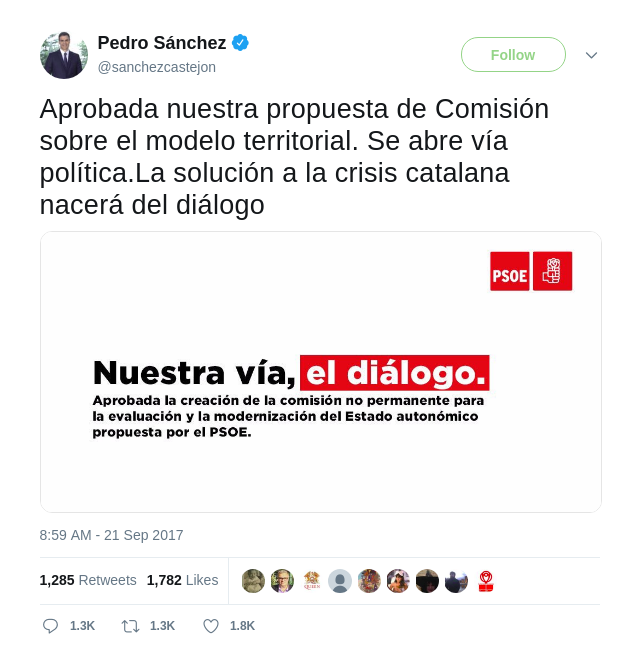 Pedro Sánchez
@sanchezcastejon
Follow
Aprobada nuestra propuesta de Comisión
sobre el modelo territorial. Se abre vía
política.La solución a la crisis catalana
nacerá del diálogo
PSOE
Nuestra vía, el diálogo.
Aprobada la creación de la comisión no permanente para
la evaluación y la modernización del Estado autonómico
propuesta por el PSOE.
8:59 AM - 21 Sep 2017
1,285 Retweets 1,782 Likes
QUEEN
1.3K 1.3K 1.8K